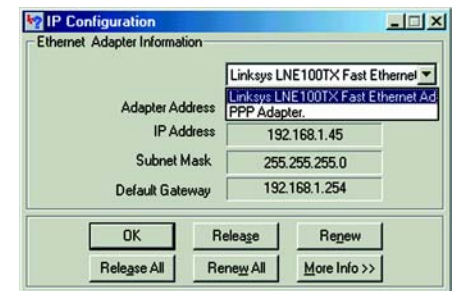 IP Configuration
Ethernet Adapter Information
Linksys LNE100TX Fast Ethernet
Linksys LNE100TX Fast Ethernet Ad
PPP Adapter.
Adapter Address
IP Address 192.168.1.45
Subnet Mask 255.255.255.0
Default Gateway 192.168.1.254
OK Release Renew
Release All Renew All More Info >>